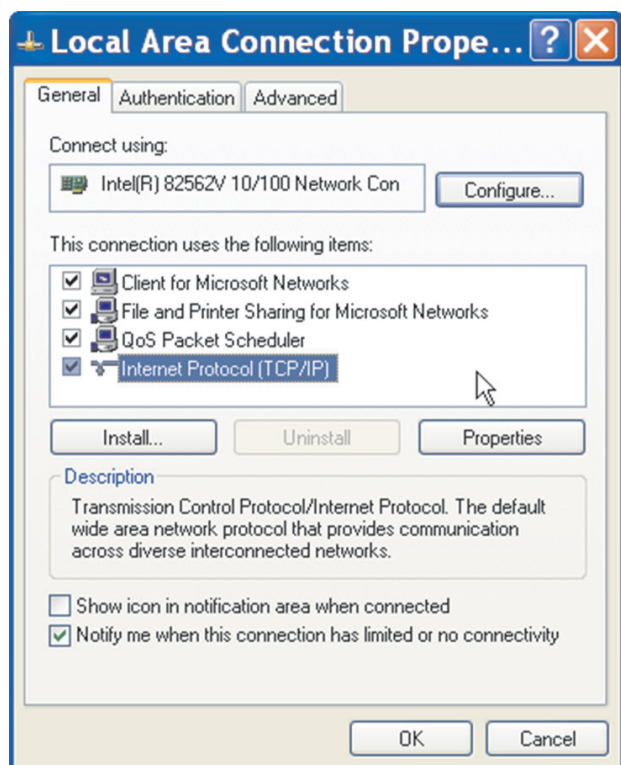 Local Area Connection Prope...
General Authentication Advanced
Connect using:
Intel(R) 82562V 10/100 Network Con Configure...
This connection uses the following items:
Client for Microsoft Networks
File and Printer Sharing for Microsoft Networks
QoS Packet Scheduler
Internet Protocol (TCP/IP)
Install... Uninstall Properties
Description
Transmission Control Protocol/Internet Protocol. The default
wide area network protocol that provides communication
across diverse interconnected networks.
Show icon in notification area when connected
Notify me when this connection has limited or no connectivity
OK Cancel